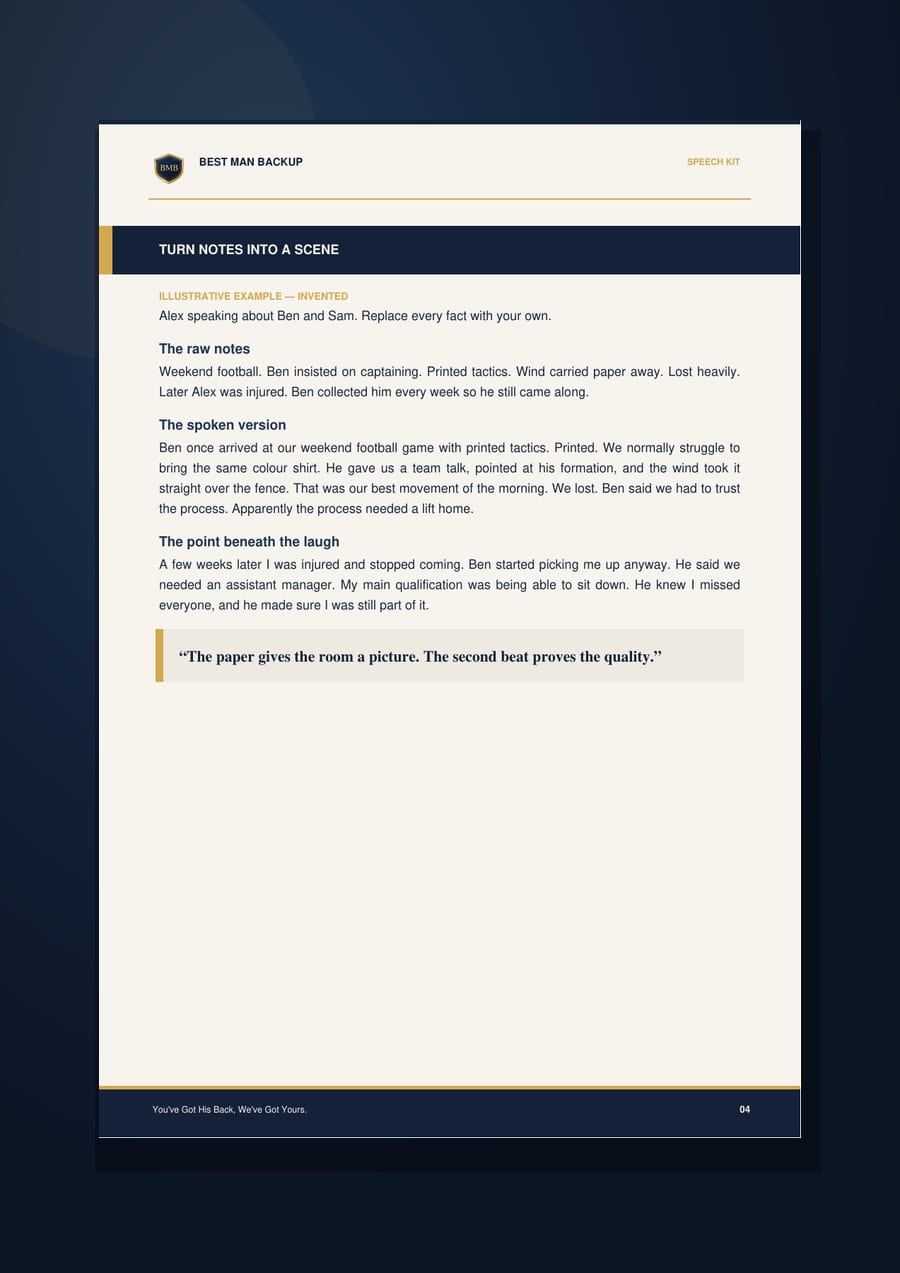 BMB
BEST MAN BACKUP
SPEECH KIT
TURN NOTES INTO A SCENE
ILLUSTRATIVE EXAMPLE — INVENTED
Alex speaking about Ben and Sam. Replace every fact with your own.
The raw notes
Weekend football. Ben insisted on captaining. Printed tactics. Wind carried paper away. Lost heavily.
Later Alex was injured. Ben collected him every week so he still came along.
The spoken version
Ben once arrived at our weekend football game with printed tactics. Printed. We normally struggle to
bring the same colour shirt. He gave us a team talk, pointed at his formation, and the wind took it
straight over the fence. That was our best movement of the morning. We lost. Ben said we had to trust
the process. Apparently the process needed a lift home.
The point beneath the laugh
A few weeks later I was injured and stopped coming. Ben started picking me up anyway. He said we
needed an assistant manager. My main qualification was being able to sit down. He knew I missed
everyone, and he made sure I was still part of it.
“The paper gives the room a picture. The second beat proves the quality.”
You've Got His Back, We've Got Yours.
04